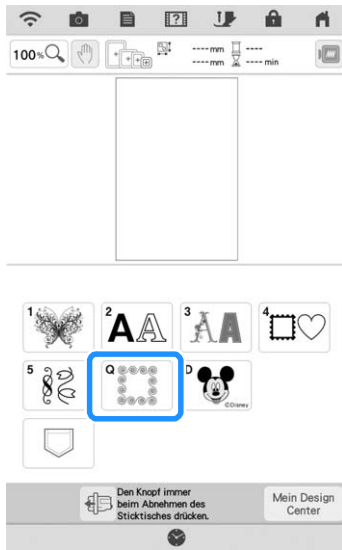 100%
----mm ----
----mm ---- min
1
2 AA
3 AA
4
5
Q
D
©Disney
Den Knopf immer
beim Abnehmen des
Sticktisches drücken.
Mein Design
Center